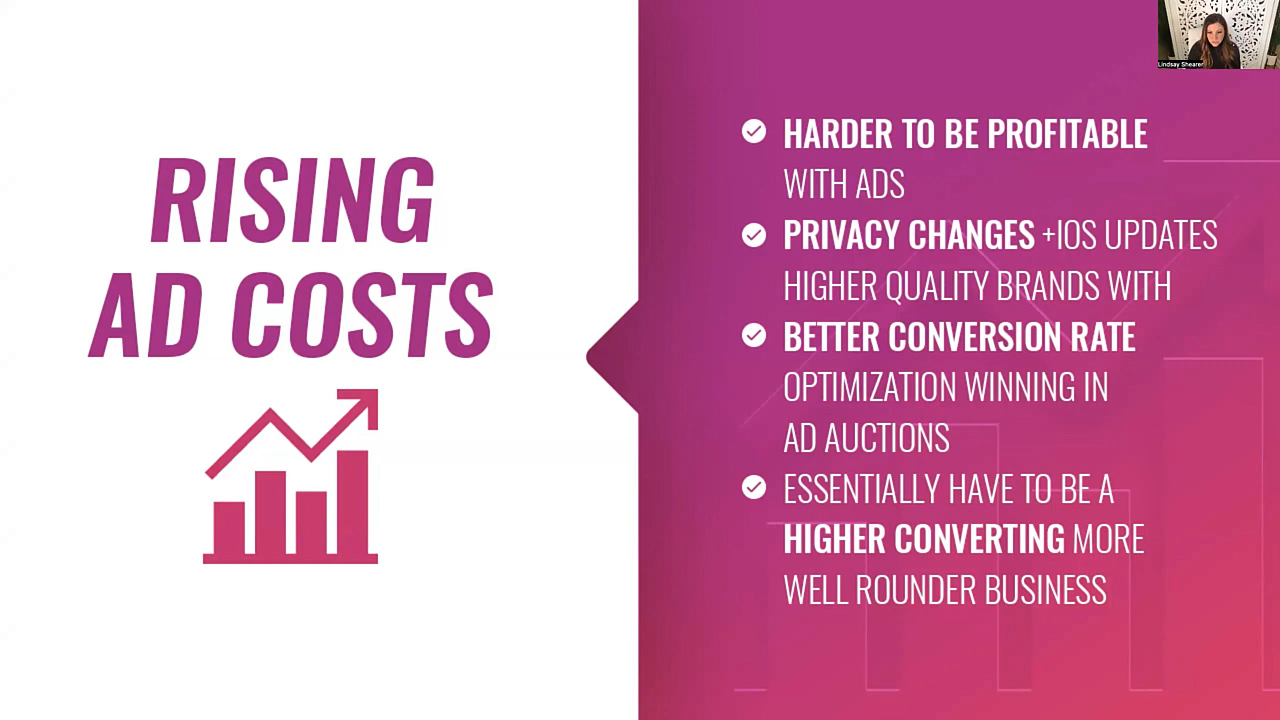 RISING
AD COSTS
HARDER TO BE PROFITABLE
WITH ADS
PRIVACY CHANGES +IOS UPDATES
HIGHER QUALITY BRANDS WITH
BETTER CONVERSION RATE
OPTIMIZATION WINNING IN
AD AUCTIONS
ESSENTIALLY HAVE TO BE A
HIGHER CONVERTING MORE
WELL ROUNDER BUSINESS
Lindsay Shearer